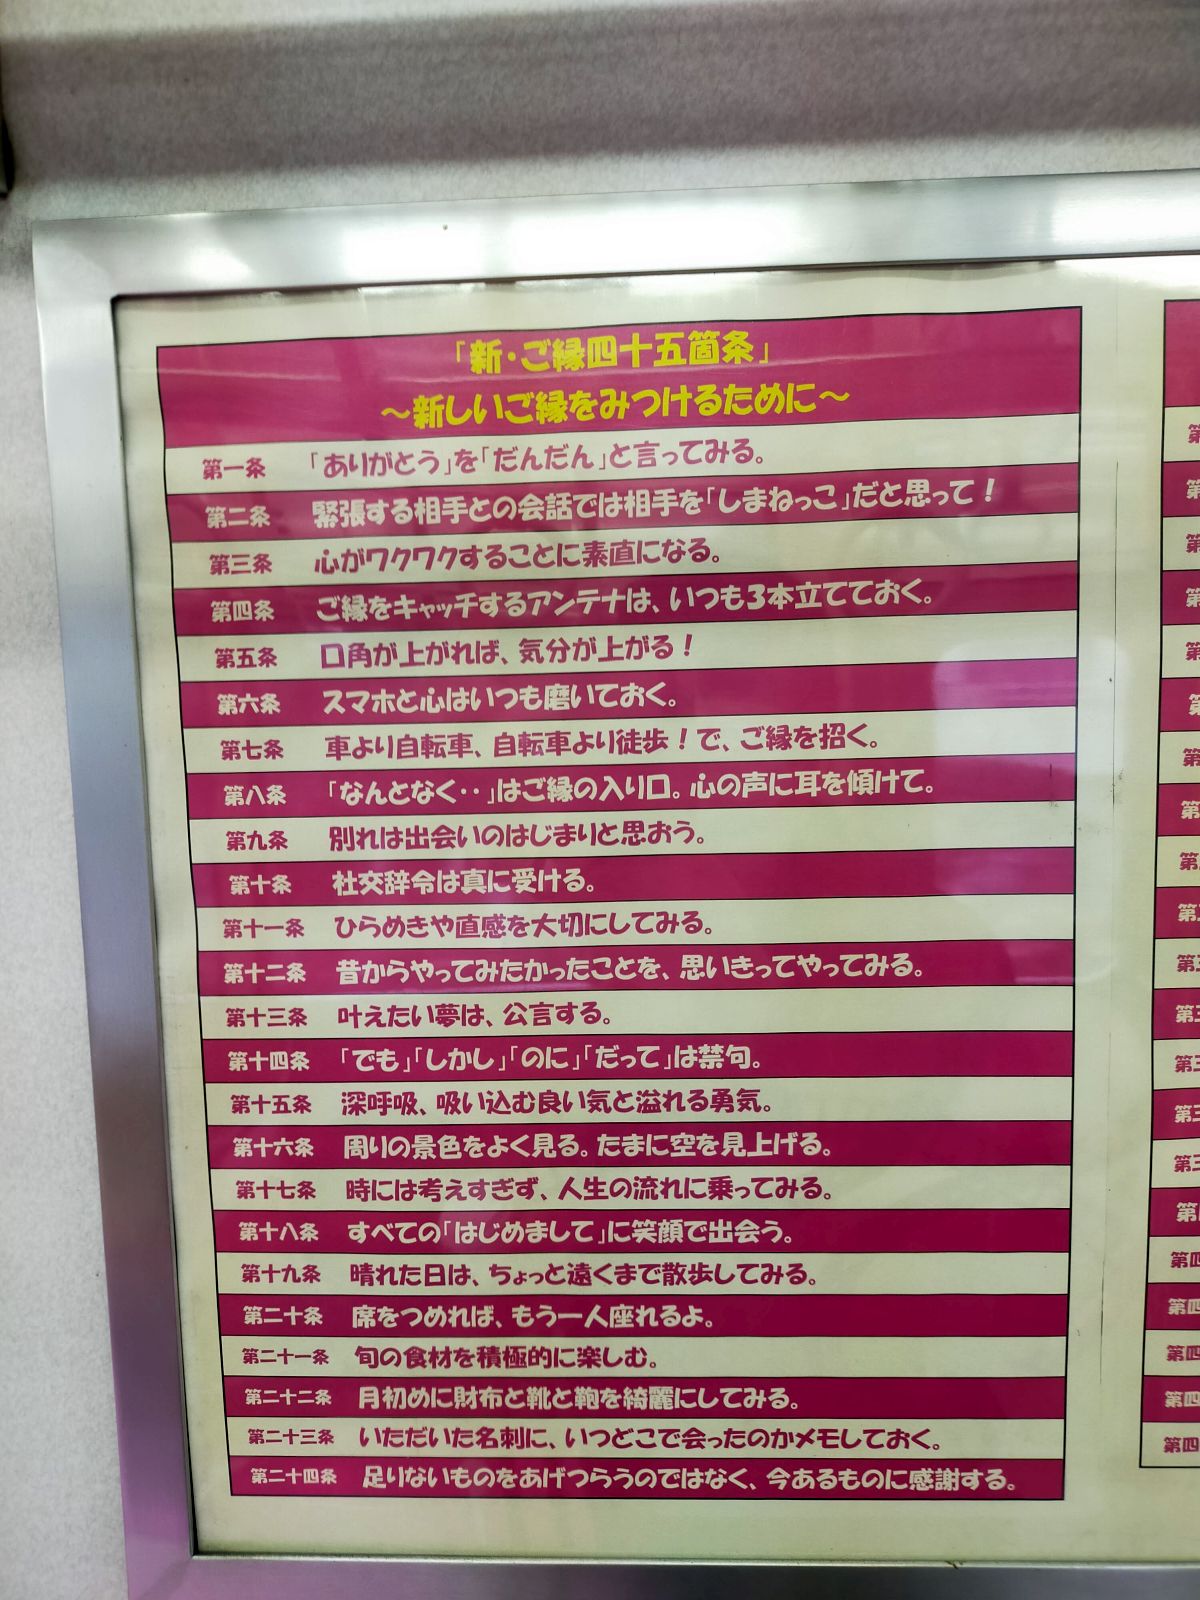 「新・ご縁四十五箇条」
～新しいご縁をみつけるために～
第一条 「ありがとう」を「だんだん」と言ってみる。
第二条 緊張する相手との会話では相手を「しまねっこ」だと思って！
第三条 心がワクワクすることに素直になる。
第四条 ご縁をキャッチするアンテナは、いつも3本立てておく。
第五条 口角が上がれば、気分が上がる！
第六条 スマホと心はいつも磨いておく。
第七条 車より自転車、自転車より徒歩！で、ご縁を招く。
第八条 「なんとなく・・」はご縁の入り口。心の声に耳を傾けて。
第九条 別れは出会いのはじまりと思おう。
第十条 社交辞令は真に受ける。
第十一条 ひらめきや直感を大切にしてみる。
第十二条 昔からやってみたかったことを、思いきってやってみる。
第十三条 叶えたい夢は、公言する。
第十四条 「でも」「しかし」「のに」「だって」は禁句。
第十五条 深呼吸、吸い込む良い気と溢れる勇気。
第十六条 周りの景色をよく見る。たまに空を見上げる。
第十七条 時には考えすぎず、人生の流れに乗ってみる。
第十八条 すべての「はじめまして」に笑顔で出会う。
第十九条 晴れた日は、ちょっと遠くまで散歩してみる。
第二十条 席をつめれば、もう一人座れるよ。
第二十一条 旬の食材を積極的に楽しむ。
第二十二条 月初めに財布と靴と鞄を綺麗にしてみる。
第二十三条 いただいた名刺に、いつどこで会ったのかメモしておく。
第二十四条 足りないものをあげつらうのではなく、今あるものに感謝する。